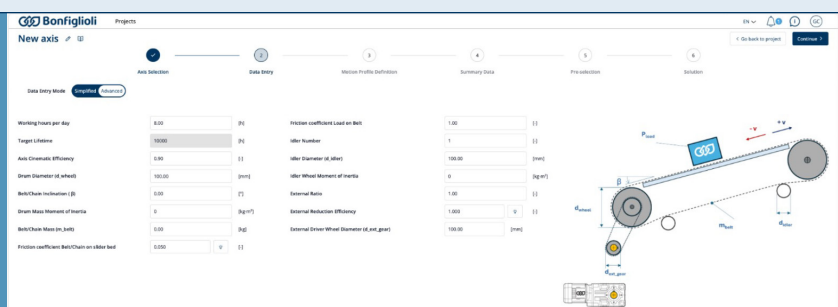 Bonfiglioli Projects EN 1 GC
New axis < Go back to project Continue >
2 3 4 5 6
Axis Selection Data Entry Motion Profile Definition Summary Data Pre-selection Solution
Data Entry Mode Simplified Advanced
Working hours per day 8.00 [h] Friction coefficient Load on Belt 1.00 [-]
Target Lifetime 10000 [h] Idler Number 1 [-]
Axis Cinematic Efficiency 0.90 [-] Idler Diameter (d_idler) 100.00 [mm]
Drum Diameter (d_wheel) 100.00 [mm] Idler Wheel Moment of Inertia 0 [kg·m²]
Belt/Chain Inclination ( β) 0.00 [°] External Ratio 1.00 [-]
Drum Mass Moment of Inertia 0 [kg·m²] External Reduction Efficiency 1.000 [-]
Belt/Chain Mass (m_belt) 0.00 [kg] External Driver Wheel Diameter (d_ext_gear) 100.00 [mm]
Friction coefficient Belt/Chain on slider bed 0.050 [-]
- v + v
P_load
β
d_wheel
m_belt
d_idler
d_ext_gear